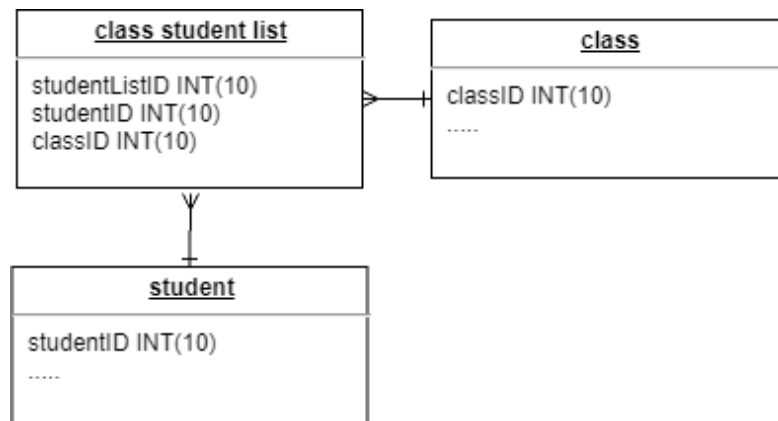 class student list
studentListID INT(10)
studentID INT(10)
classID INT(10)
class
classID INT(10)
.....
student
studentID INT(10)
.....